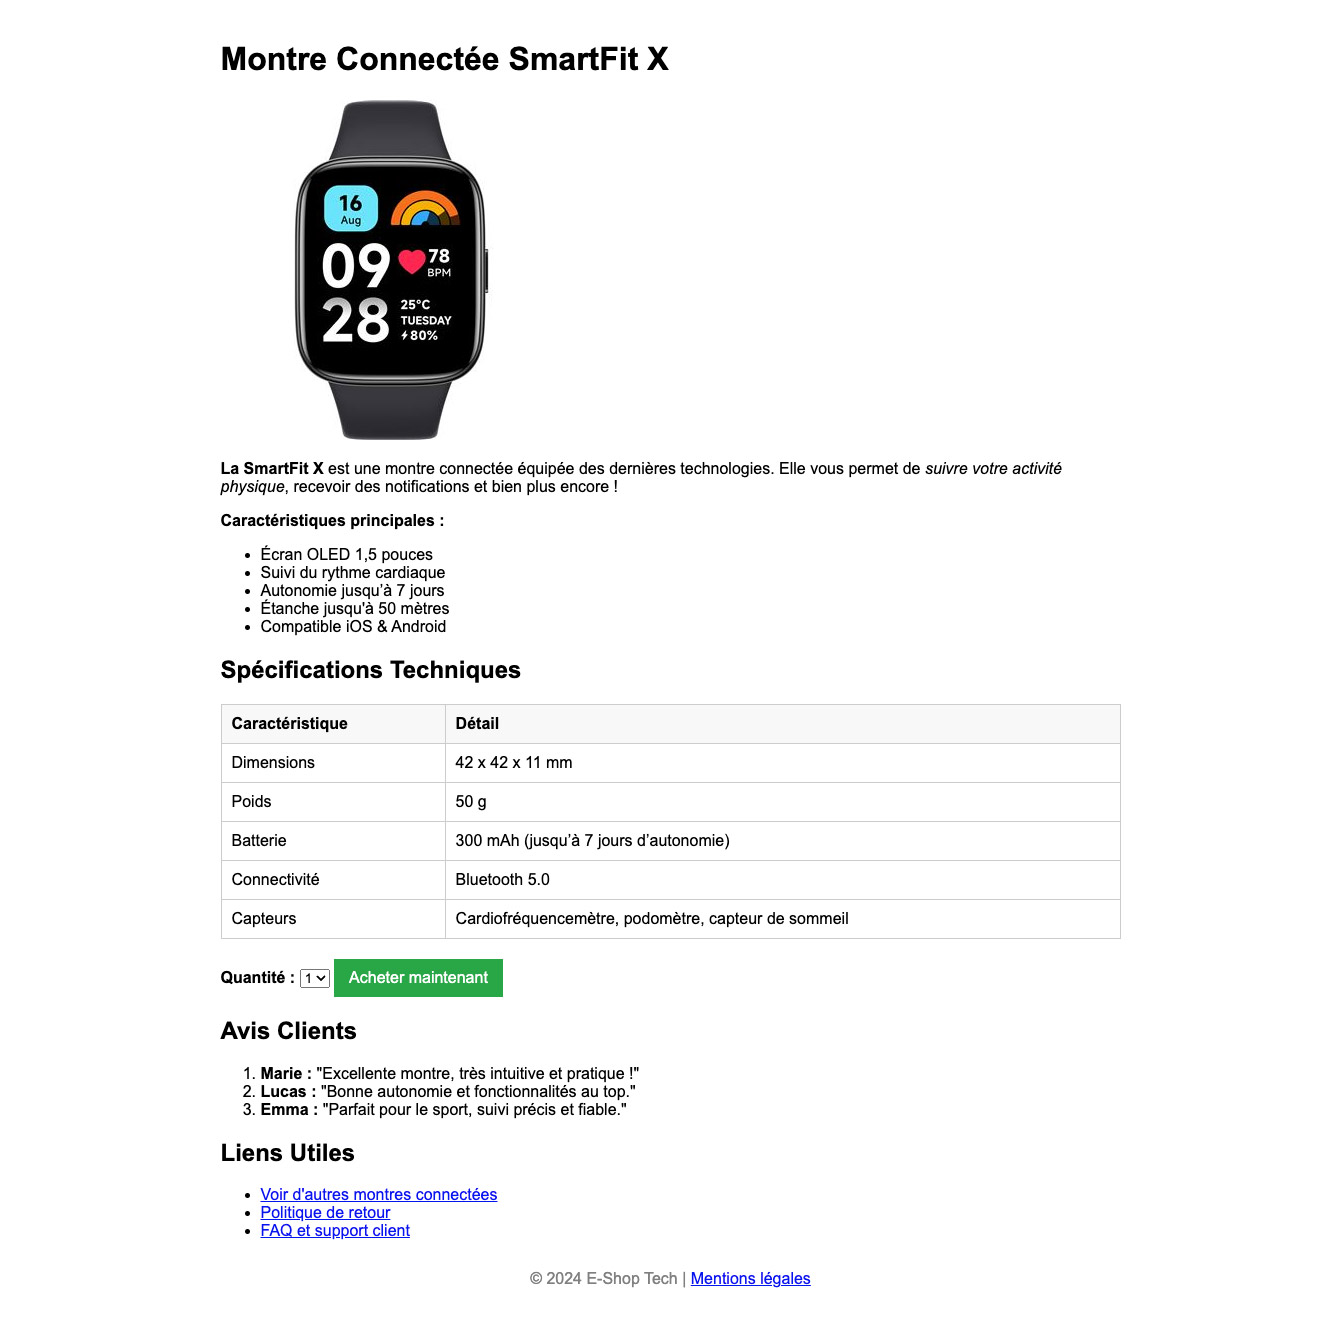 Montre Connectée SmartFit X
16
Aug
09
78
BPM
28
25°C
TUESDAY
80%
La SmartFit X est une montre connectée équipée des dernières technologies. Elle vous permet de suivre votre activité
physique, recevoir des notifications et bien plus encore !
Caractéristiques principales :
Écran OLED 1,5 pouces
Suivi du rythme cardiaque
Autonomie jusqu’à 7 jours
Étanche jusqu'à 50 mètres
Compatible iOS & Android
Spécifications Techniques
Caractéristique Détail
Dimensions 42 x 42 x 11 mm
Poids 50 g
Batterie 300 mAh (jusqu’à 7 jours d’autonomie)
Connectivité Bluetooth 5.0
Capteurs Cardiofréquencemètre, podomètre, capteur de sommeil
Quantité : 1 Acheter maintenant
Avis Clients
1. Marie : "Excellente montre, très intuitive et pratique !"
2. Lucas : "Bonne autonomie et fonctionnalités au top."
3. Emma : "Parfait pour le sport, suivi précis et fiable."
Liens Utiles
Voir d'autres montres connectées
Politique de retour
FAQ et support client
© 2024 E-Shop Tech | Mentions légales